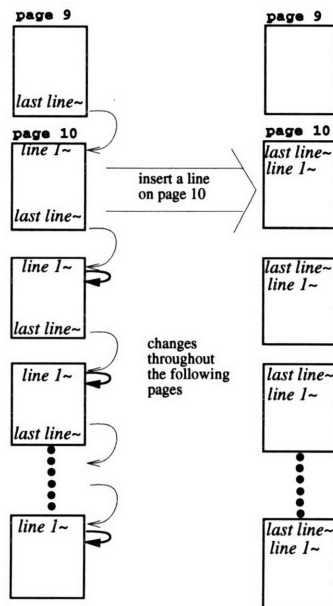 page 9
last line~
page 10
line 1~
last line~
line 1~
last line~
line 1~
last line~
line 1~
insert a line
on page 10
changes
throughout
the following
pages
page 9
page 10
last line~
line 1~
last line~
line 1~
last line~
line 1~
last line~
line 1~